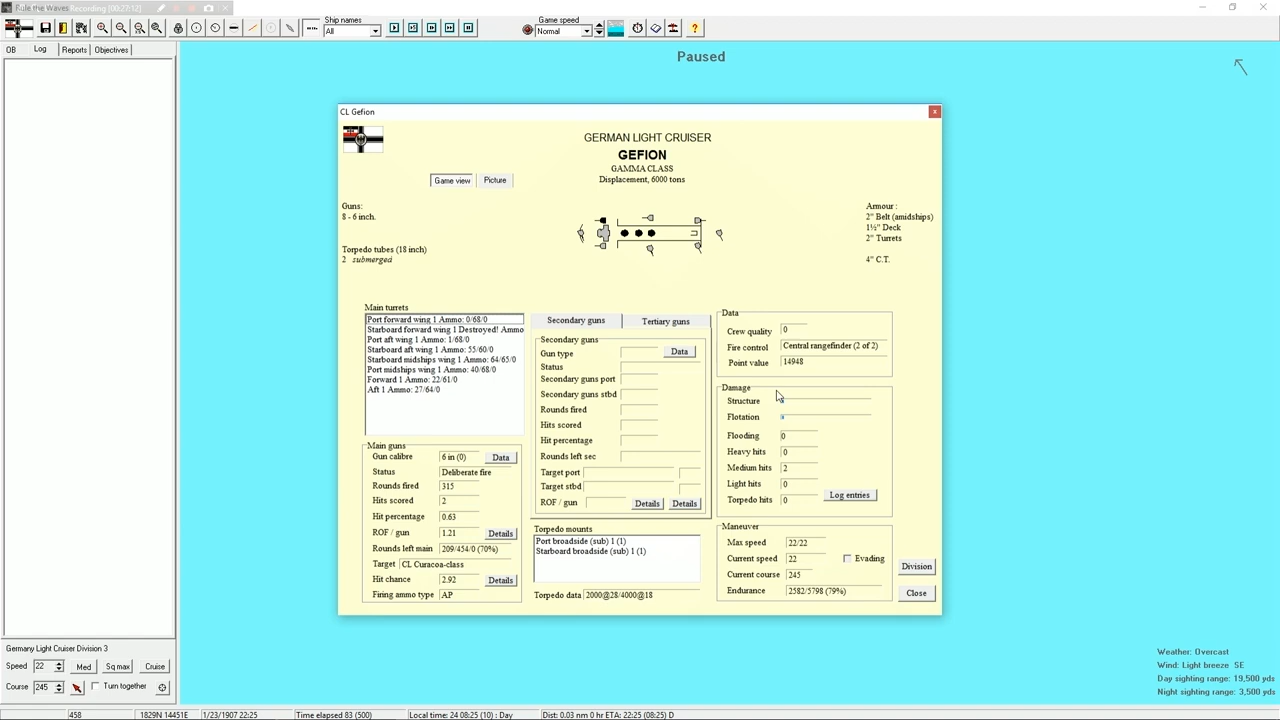 Rule the Waves
Recording [00:27:12]
Ship names
All
Game speed
Normal
OB
Log
Reports
Objectives
Paused
CL Gefion
GERMAN LIGHT CRUISER
GEFION
GAMMA CLASS
Displacement, 6000 tons
Game view
Picture
Guns:
8 - 6 inch.
Torpedo tubes (18 inch)
2 submerged
Armour :
2" Belt (amidships)
1½" Deck
2" Turrets
4" C.T.
Main turrets
Port forward wing 1 Ammo: 0/68/0
Starboard forward wing 1 Destroyed! Ammo
Port aft wing 1 Ammo: 1/68/0
Starboard aft wing 1 Ammo: 55/60/0
Starboard midships wing 1 Ammo: 64/65/0
Port midships wing 1 Ammo: 40/68/0
Forward 1 Ammo: 22/61/0
Aft 1 Ammo: 27/64/0
Main guns
Gun calibre 6 in (0) Data
Status Deliberate fire
Rounds fired 315
Hits scored 2
Hit percentage 0.63
ROF / gun 1.21 Details
Rounds left main 209/454/0 (70%)
Target CL Curacoa-class
Hit chance 2.92 Details
Firing ammo type AP
Secondary guns
Tertiary guns
Secondary guns
Gun type Data
Status
Secondary guns port
Secondary guns stbd
Rounds fired
Hits scored
Hit percentage
Rounds left sec
Target port
Target stbd
ROF / gun Details Details
Torpedo mounts
Port broadside (sub) 1 (1)
Starboard broadside (sub) 1 (1)
Torpedo data 2000@28/4000@18
Data
Crew quality 0
Fire control Central rangefinder (2 of 2)
Point value 14948
Damage
Structure
Flotation
Flooding 0
Heavy hits 0
Medium hits 2
Light hits 0
Torpedo hits 0
Log entries
Maneuver
Max speed 22/22
Current speed 22
Evading
Current course 245
Endurance 2582/5798 (79%)
Division
Close
Germany Light Cruiser Division 3
Speed 22 Med Sq max Cruise
Course 245 Turn together
Weather: Overcast
Wind: Light breeze SE
Day sighting range: 19,500 yds
Night sighting range: 3,500 yds
458
1829N 14451E
1/23/1907 22:25
Time elapsed 83 (500)
Local time: 24 08:25 (10) : Day
Dist: 0.03 nm 0 hr ETA: 22:25 (08:25) D